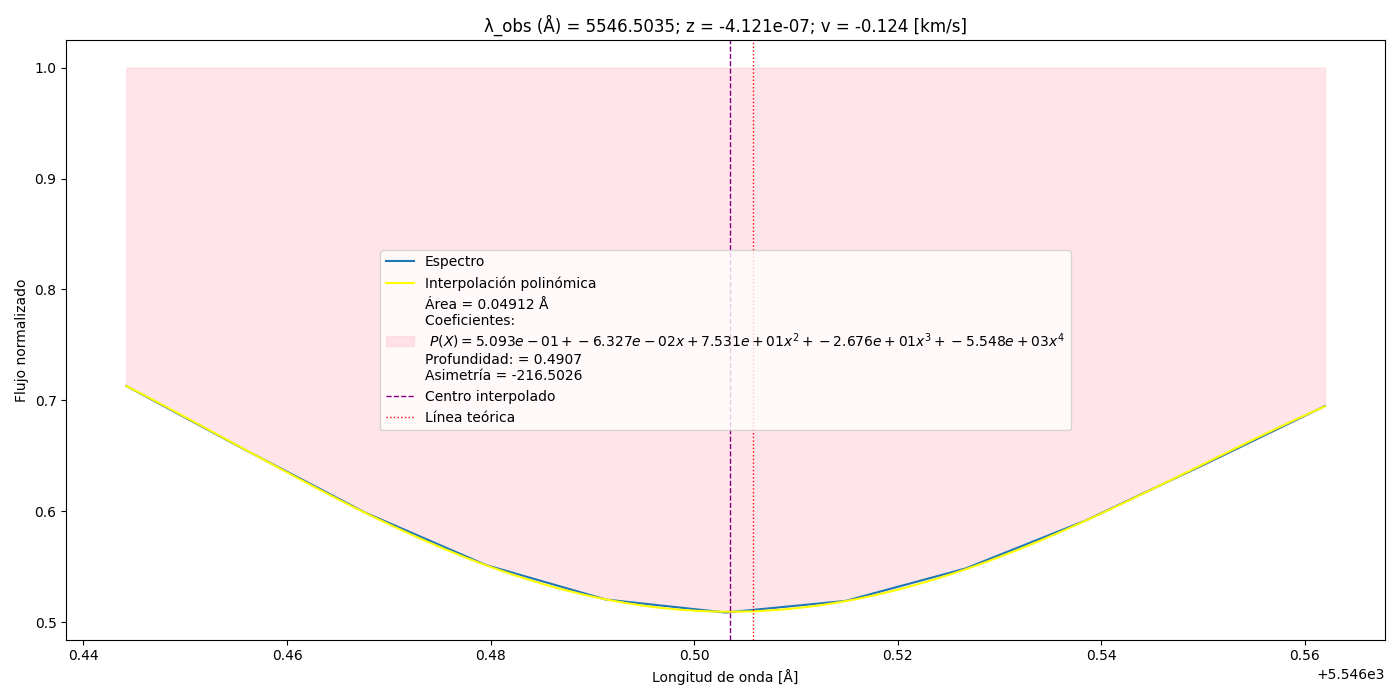 λ_obs (Å) = 5546.5035; z = -4.121e-07; v = -0.124 [km/s]
Flujo normalizado
1.0
0.9
0.8
0.7
0.6
0.5
Espectro
Interpolación polinómica
Área = 0.04912 Å
Coeficientes:
P(X) = 5.093e − 01 + −6.327e − 02x + 7.531e + 01x² + −2.676e + 01x³ + −5.548e + 03x⁴
Profundidad: = 0.4907
Asimetría = -216.5026
Centro interpolado
Línea teórica
0.44 0.46 0.48 0.50 0.52 0.54 0.56
+5.546e3
Longitud de onda [Å]